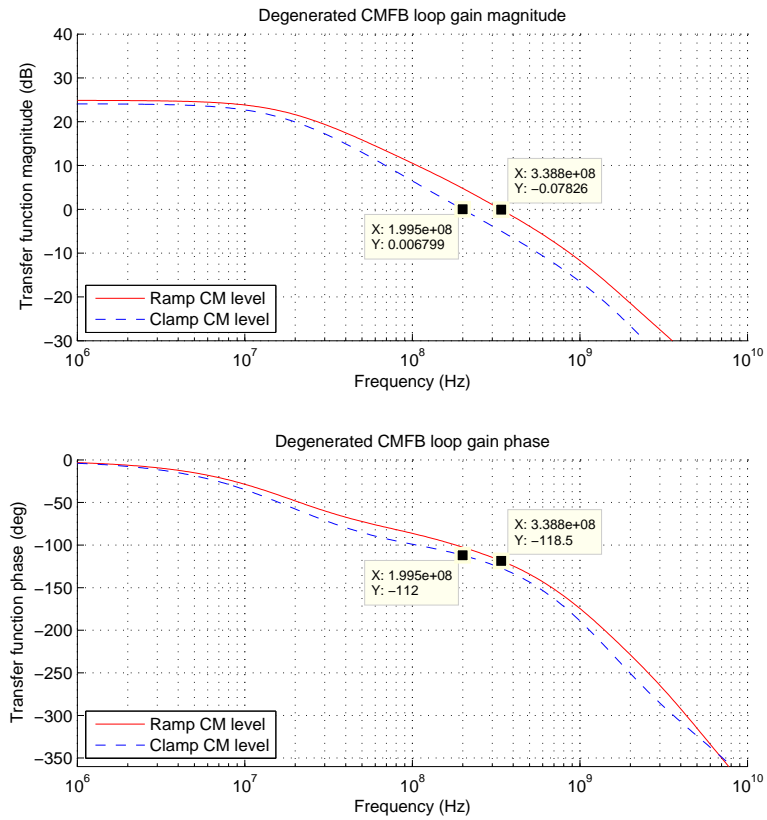 Degenerated CMFB loop gain magnitude
Transfer function magnitude (dB)
40
30
20
10
0
−10
−20
−30
X: 3.388e+08
Y: −0.07826
X: 1.995e+08
Y: 0.006799
Ramp CM level
Clamp CM level
10^6 10^7 10^8 10^9 10^10
Frequency (Hz)
Degenerated CMFB loop gain phase
Transfer function phase (deg)
0
−50
−100
−150
−200
−250
−300
−350
X: 3.388e+08
Y: −118.5
X: 1.995e+08
Y: −112
Ramp CM level
Clamp CM level
10^6 10^7 10^8 10^9 10^10
Frequency (Hz)